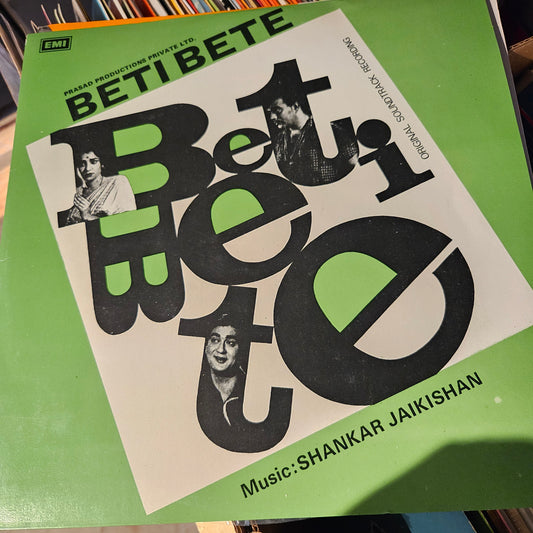 EMI
PRASAD PRODUCTIONS PRIVATE LTD.
BETI BETE
ORIGINAL SOUNDTRACK RECORDING
Beti
Bete
Music: SHANKAR JAIKISHAN